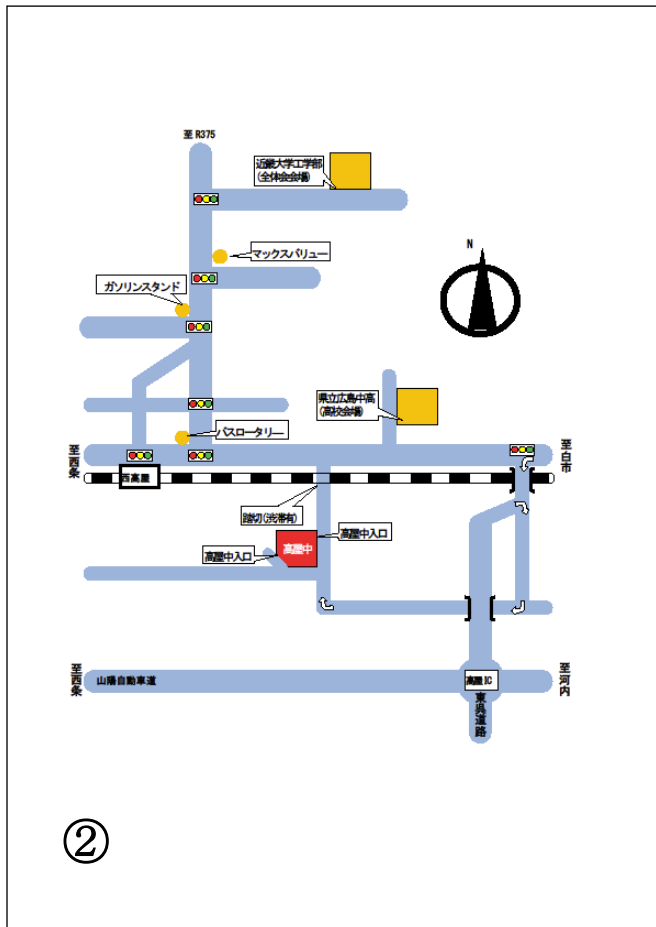 至 R375
近畿大学工学部
(全体会会場)
マックスバリュー
N
ガソリンスタンド
県立広島中高
(高校会場)
バスロータリー
至西条
至白市
西高屋
踏切(渋滞有)
高屋中入口
高屋中
高屋中入口
至西条
山陽自動車道
高屋IC
至河内
東呉道路
②